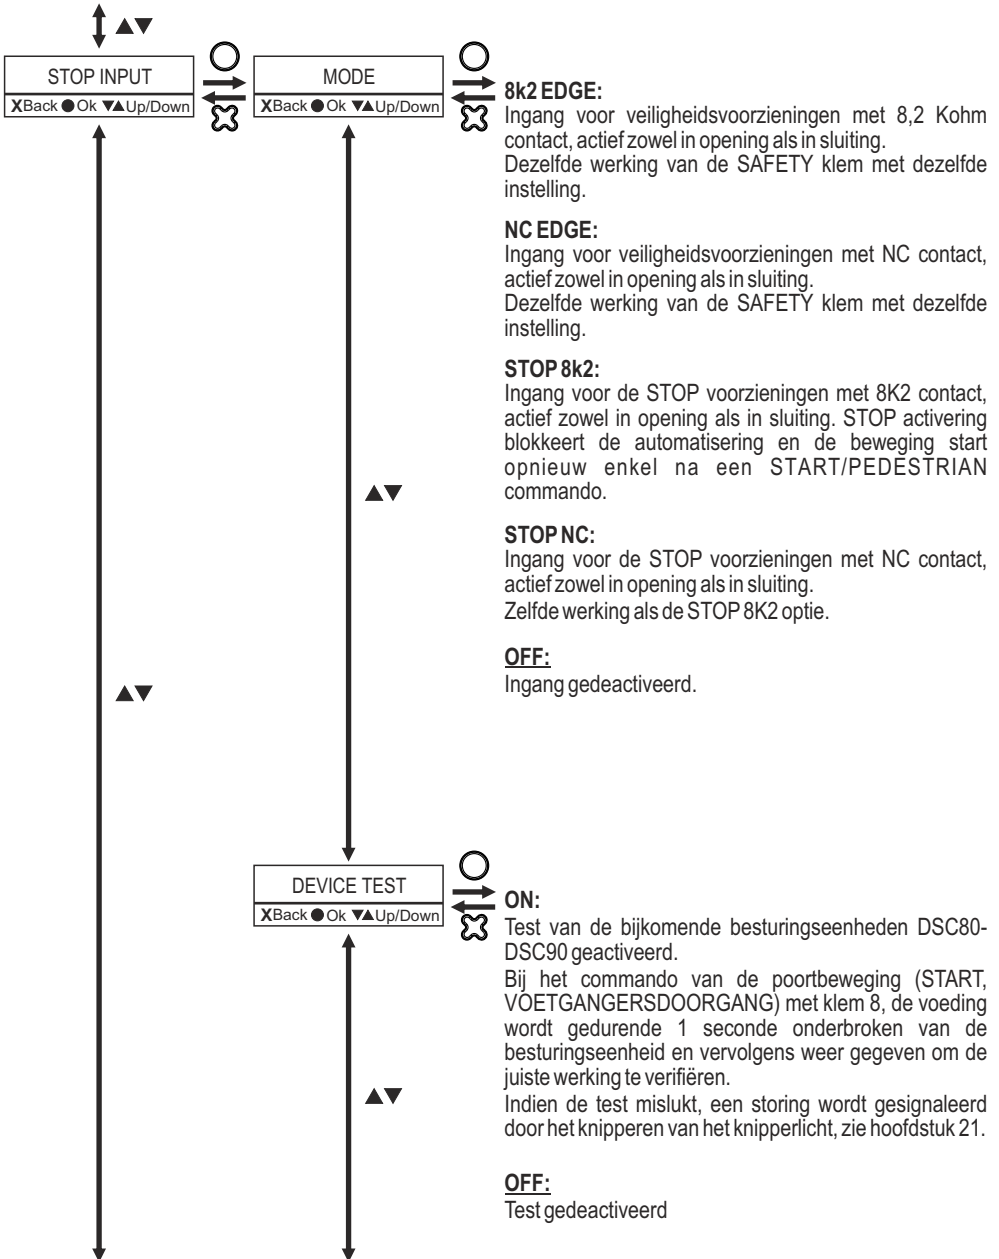 ▲▼
STOP INPUT
XBack ● Ok ▼▲Up/Down
MODE
XBack ● Ok ▼▲Up/Down
8k2 EDGE:
Ingang voor veiligheidsvoorzieningen met 8,2 Kohm
contact, actief zowel in opening als in sluiting.
Dezelfde werking van de SAFETY klem met dezelfde
instelling.
NC EDGE:
Ingang voor veiligheidsvoorzieningen met NC contact,
actief zowel in opening als in sluiting.
Dezelfde werking van de SAFETY klem met dezelfde
instelling.
STOP 8k2:
Ingang voor de STOP voorzieningen met 8K2 contact,
actief zowel in opening als in sluiting. STOP activering
blokkeert de automatisering en de beweging start
opnieuw enkel na een START/PEDESTRIAN
commando.
▲▼
STOP NC:
Ingang voor de STOP voorzieningen met NC contact,
actief zowel in opening als in sluiting.
Zelfde werking als de STOP 8K2 optie.
OFF:
Ingang gedeactiveerd.
▲▼
DEVICE TEST
XBack ● Ok ▼▲Up/Down
ON:
Test van de bijkomende besturingseenheden DSC80-
DSC90 geactiveerd.
Bij het commando van de poortbeweging (START,
VOETGANGERSDOORGANG) met klem 8, de voeding
wordt gedurende 1 seconde onderbroken van de
besturingseenheid en vervolgens weer gegeven om de
juiste werking te verifiëren.
▲▼
Indien de test mislukt, een storing wordt gesignaleerd
door het knipperen van het knipperlicht, zie hoofdstuk 21.
OFF:
Test gedeactiveerd